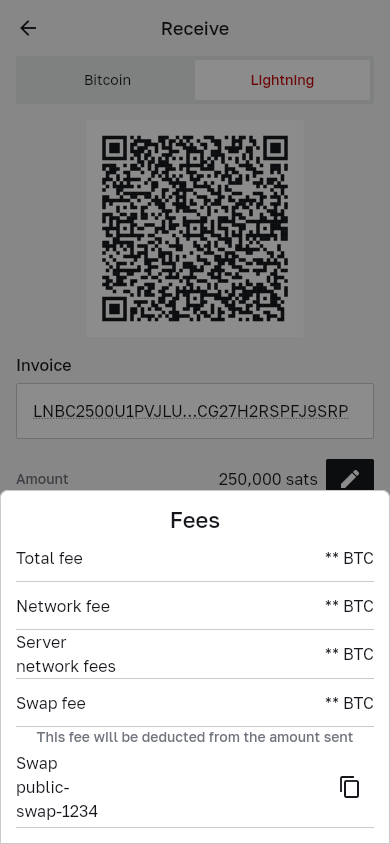 Receive
Bitcoin
Lightning
Invoice
LNBC2500U1PVJLU...CG27H2RSPFJ9SRP
Amount
250,000 sats
Fees
Total fee
** BTC
Network fee
** BTC
Server
network fees
** BTC
Swap fee
** BTC
This fee will be deducted from the amount sent
Swap
public-
swap-1234